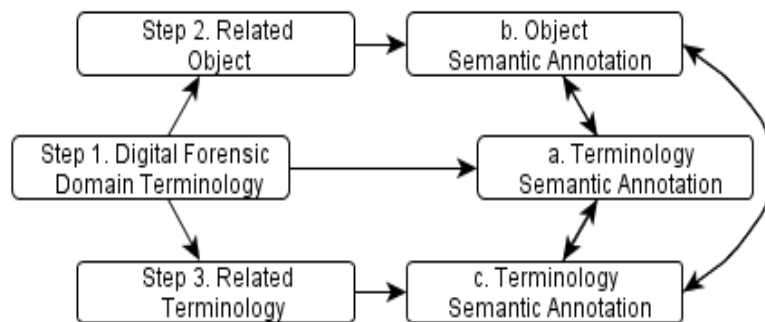 Step 2. Related
Object
b. Object
Semantic Annotation
Step 1. Digital Forensic
Domain Terminology
a. Terminology
Semantic Annotation
Step 3. Related
Terminology
c. Terminology
Semantic Annotation